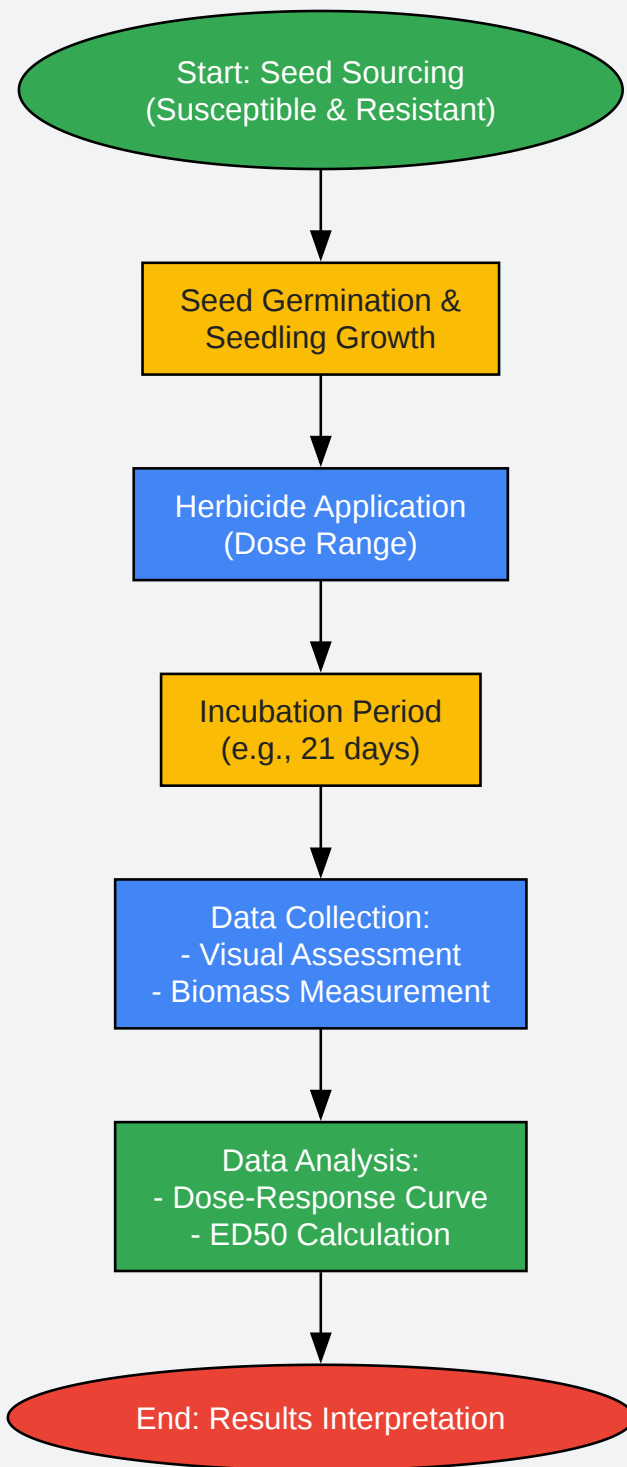 Start: Seed Sourcing
(Susceptible & Resistant)
Seed Germination &
Seedling Growth
Herbicide Application
(Dose Range)
Incubation Period
(e.g., 21 days)
Data Collection:
- Visual Assessment
- Biomass Measurement
Data Analysis:
- Dose-Response Curve
- ED50 Calculation
End: Results Interpretation